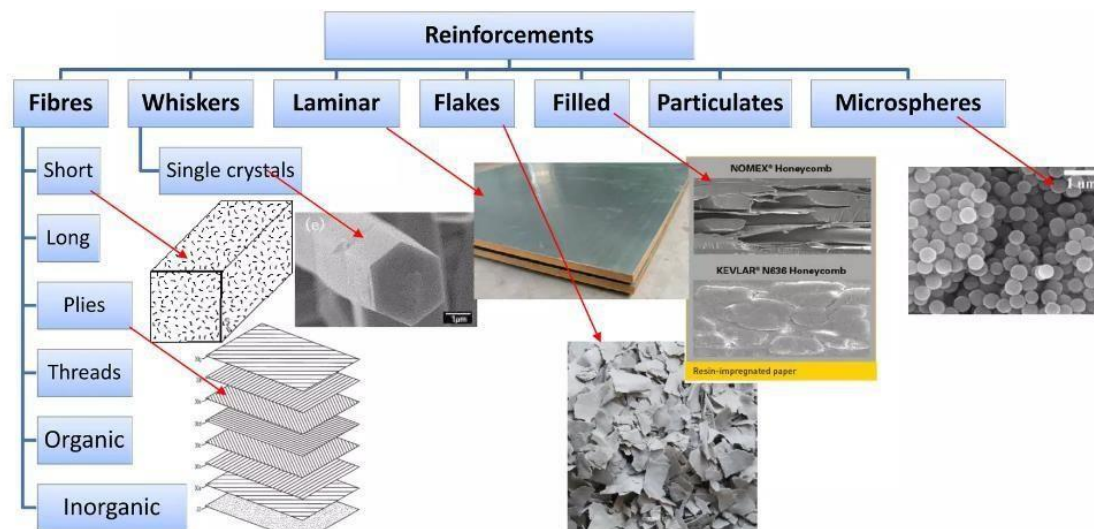 Reinforcements
Fibres
Whiskers
Laminar
Flakes
Filled
Particulates
Microspheres
Short
Single crystals
Long
Plies
Threads
Organic
Inorganic
(e)
1μm
NOMEX® Honeycomb
KEVLAR® N636 Honeycomb
Resin-impregnated paper